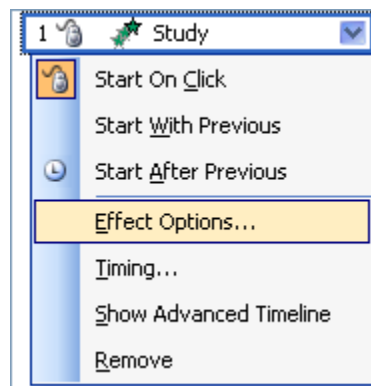 1 Study
Start On Click
Start With Previous
Start After Previous
Effect Options...
Timing...
Show Advanced Timeline
Remove